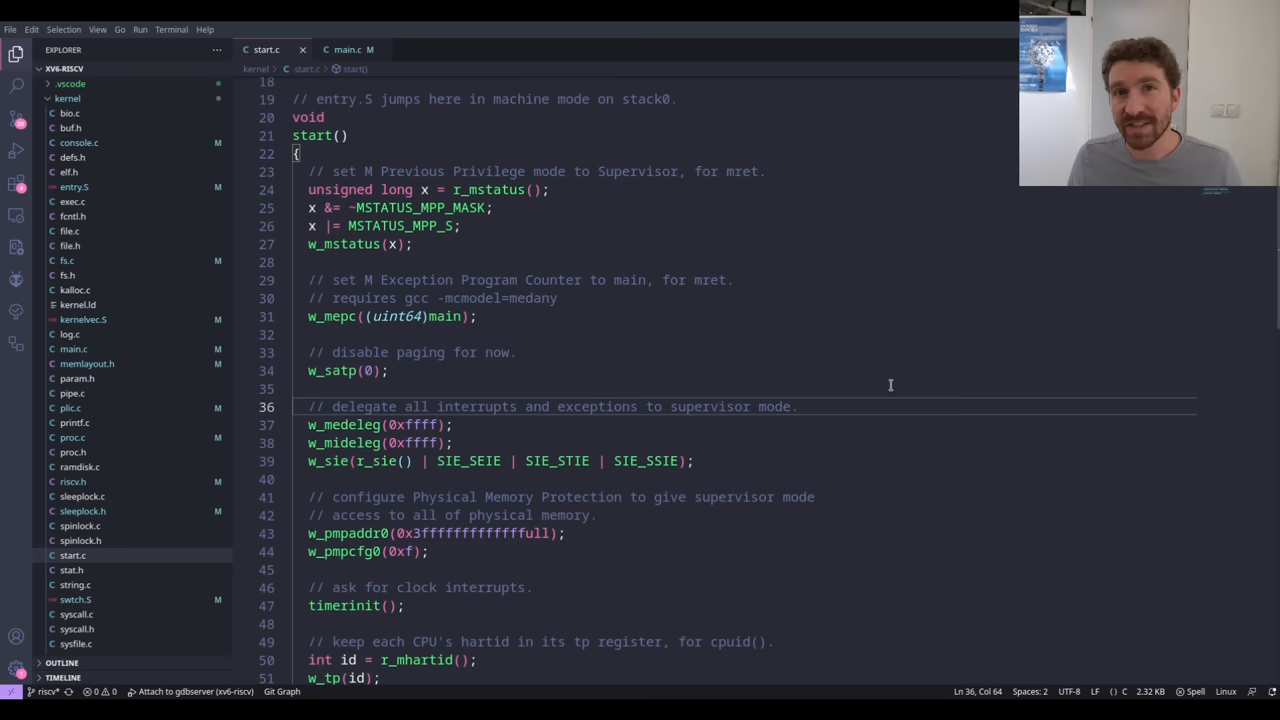 File Edit Selection View Go Run Terminal Help
EXPLORER
XV6-RISCV
.vscode
kernel
bio.c
buf.h
console.c M
defs.h
elf.h
entry.S M
exec.c
fcntl.h
file.c
file.h
fs.c M
fs.h
kalloc.c
kernel.ld
kernelvec.S M
log.c
main.c M
memlayout.h M
param.h
pipe.c
plic.c M
printf.c
proc.c M
proc.h
ramdisk.c
riscv.h M
sleeplock.c
sleeplock.h M
spinlock.c
spinlock.h
start.c
stat.h
string.c
swtch.S M
syscall.c
syscall.h
sysfile.c
OUTLINE
TIMELINE
C start.c × C main.c M
kernel > C start.c > start()
18
19 // entry.S jumps here in machine mode on stack0.
20 void
21 start()
22 {
23 // set M Previous Privilege mode to Supervisor, for mret.
24 unsigned long x = r_mstatus();
25 x &= ~MSTATUS_MPP_MASK;
26 x |= MSTATUS_MPP_S;
27 w_mstatus(x);
28
29 // set M Exception Program Counter to main, for mret.
30 // requires gcc -mcmodel=medany
31 w_mepc((uint64)main);
32
33 // disable paging for now.
34 w_satp(0);
35
36 // delegate all interrupts and exceptions to supervisor mode.
37 w_medeleg(0xffff);
38 w_mideleg(0xffff);
39 w_sie(r_sie() | SIE_SEIE | SIE_STIE | SIE_SSIE);
40
41 // configure Physical Memory Protection to give supervisor mode
42 // access to all of physical memory.
43 w_pmpaddr0(0x3fffffffffffffull);
44 w_pmpcfg0(0xf);
45
46 // ask for clock interrupts.
47 timerinit();
48
49 // keep each CPU's hartid in its tp register, for cpuid().
50 int id = r_mhartid();
51 w_tp(id);
riscv* 0 0 Attach to gdbserver (xv6-riscv) Git Graph Ln 36, Col 64 Spaces: 2 UTF-8 LF {} C 2.32 KB Spell Linux